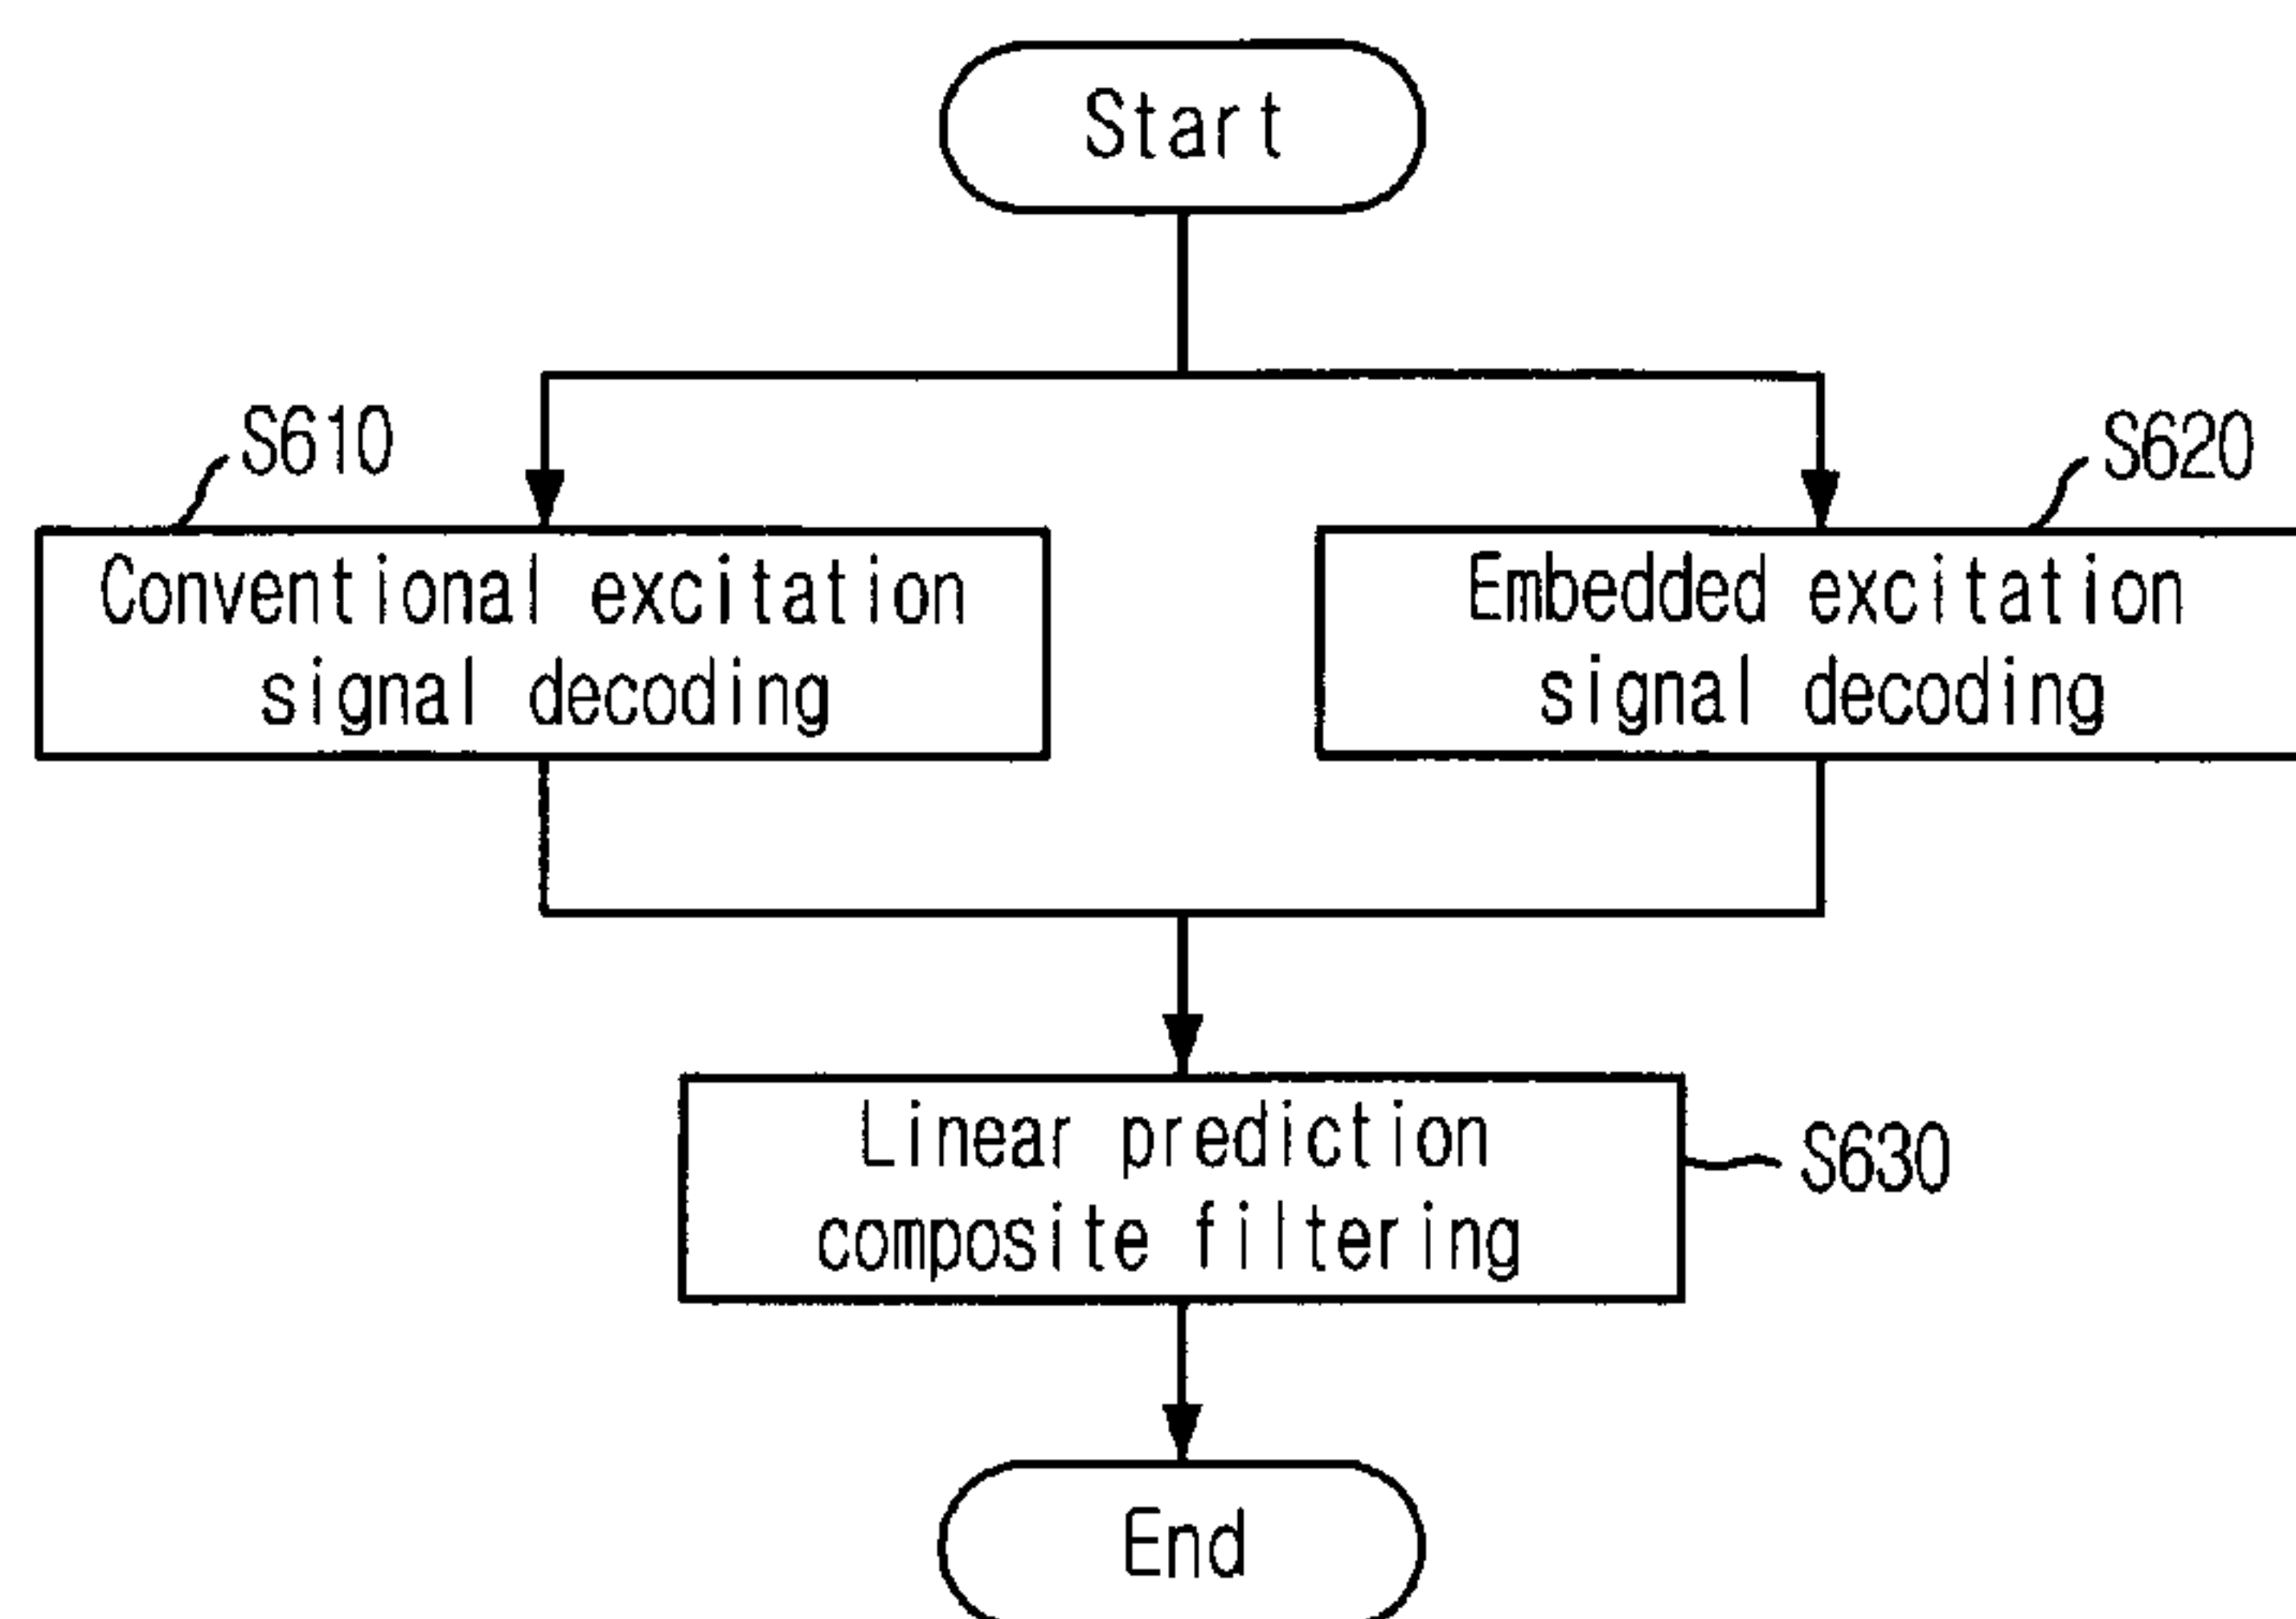 Start
S610
S620
Conventional excitation
signal decoding
Embedded excitation
signal decoding
Linear prediction
composite filtering
S630
End